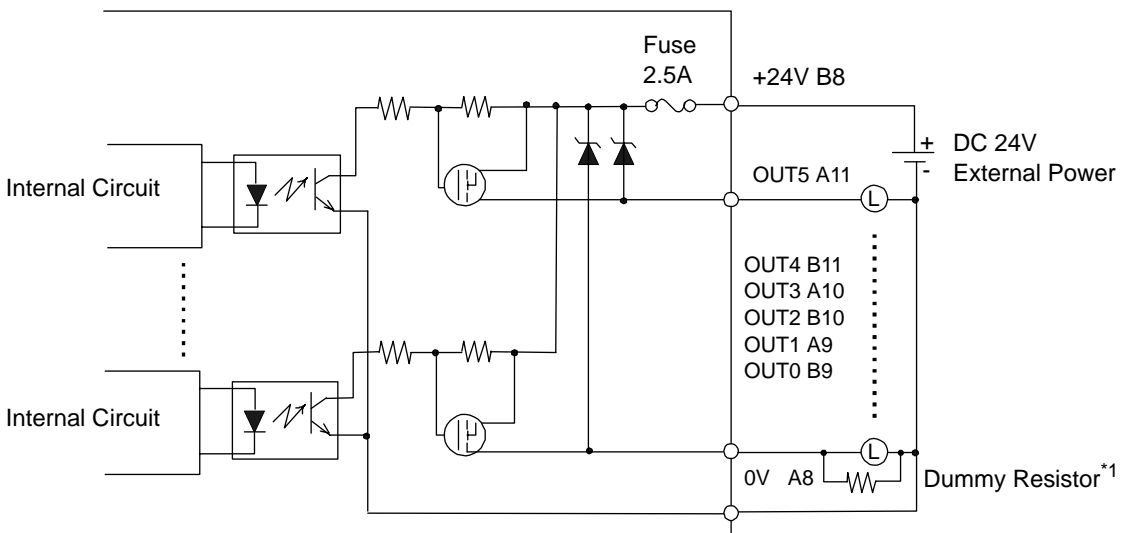 Fuse
2.5A
+24V B8
+
DC 24V
-
External Power
Internal Circuit
OUT5 A11
L
OUT4 B11
OUT3 A10
OUT2 B10
OUT1 A9
OUT0 B9
Internal Circuit
L
0V A8
Dummy Resistor*1